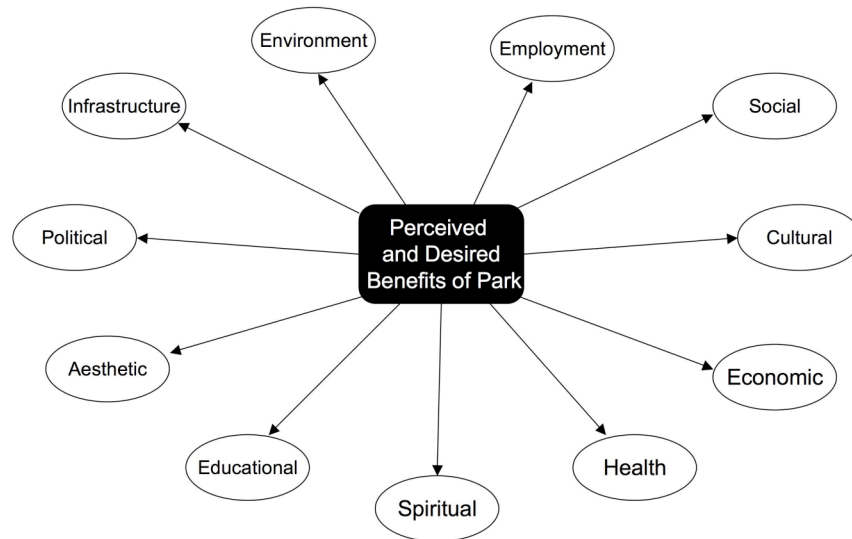 Environment
Employment
Infrastructure
Social
Political
Perceived
and Desired
Benefits of Park
Cultural
Aesthetic
Economic
Educational
Health
Spiritual